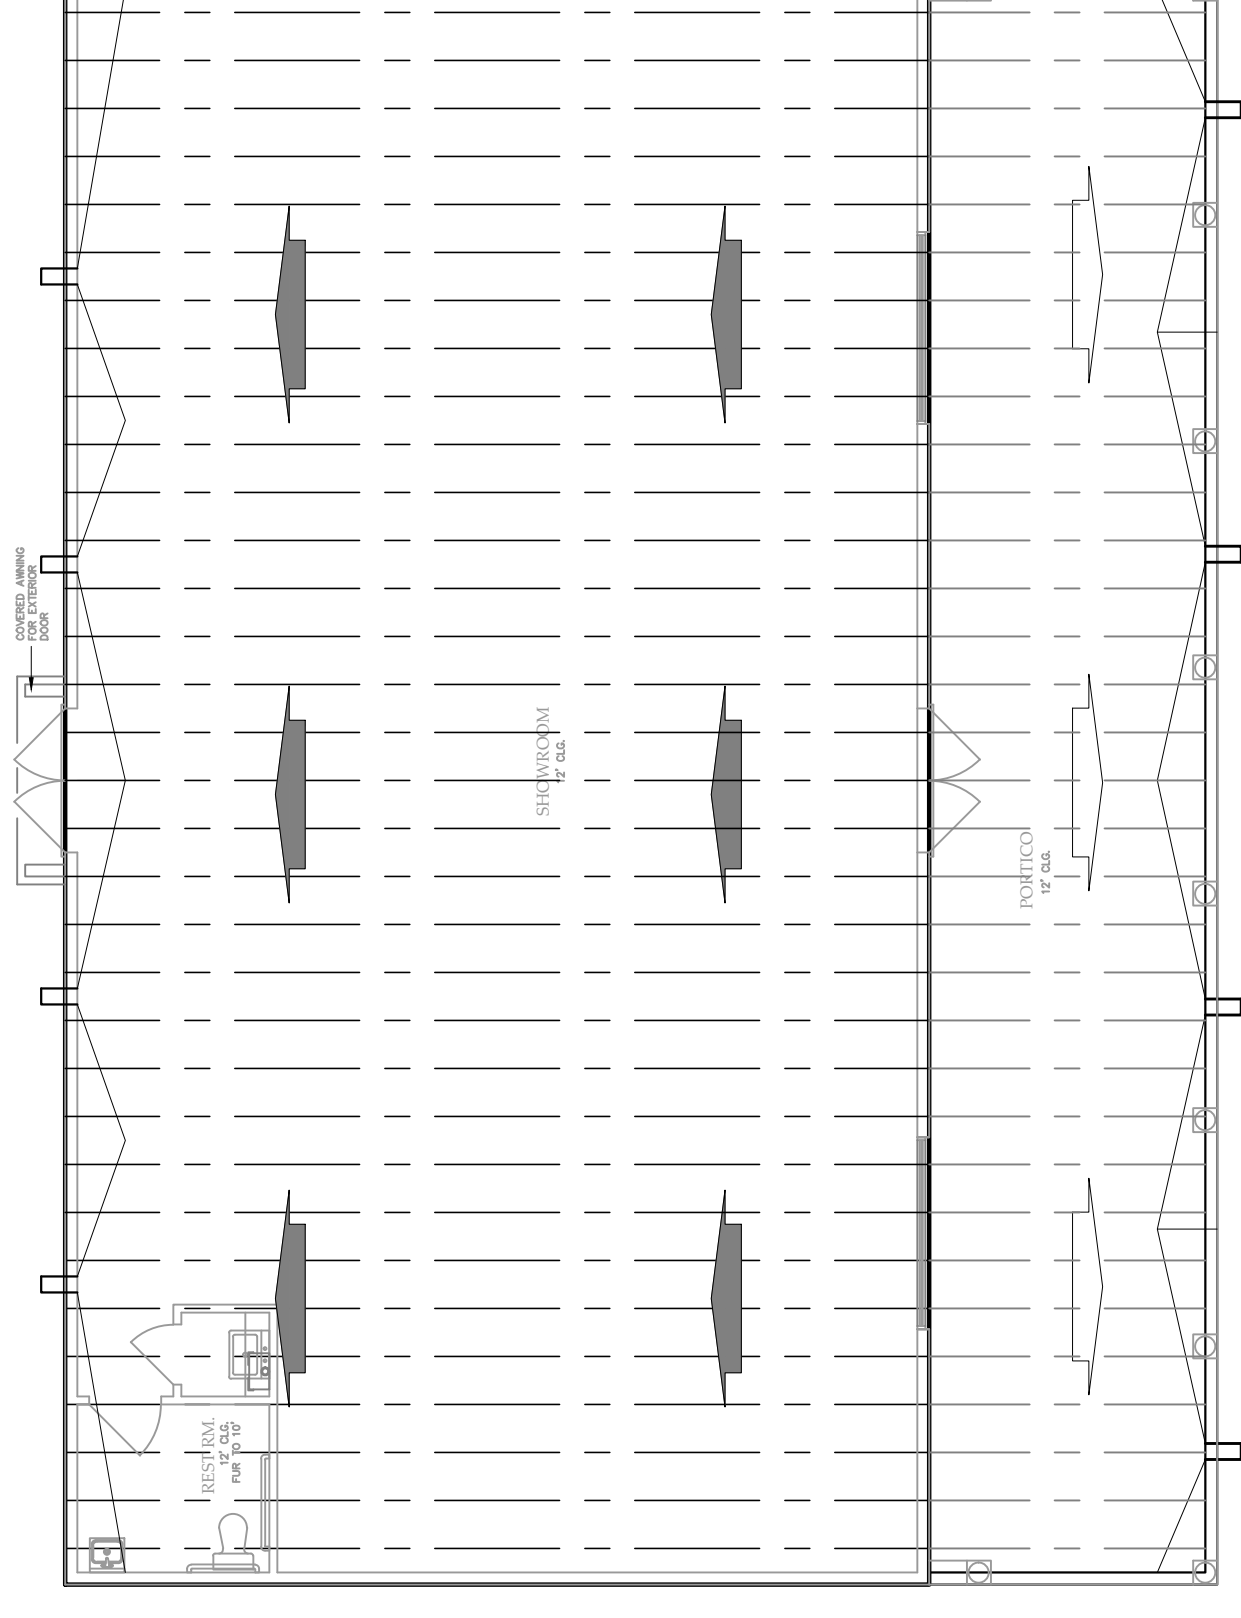 COVERED AWNING
FOR EXTERIOR
DOOR
SHOWROOM
12' CLG.
PORTICO
12' CLG.
REST RM.
12' CLG.
FUR TO 10'